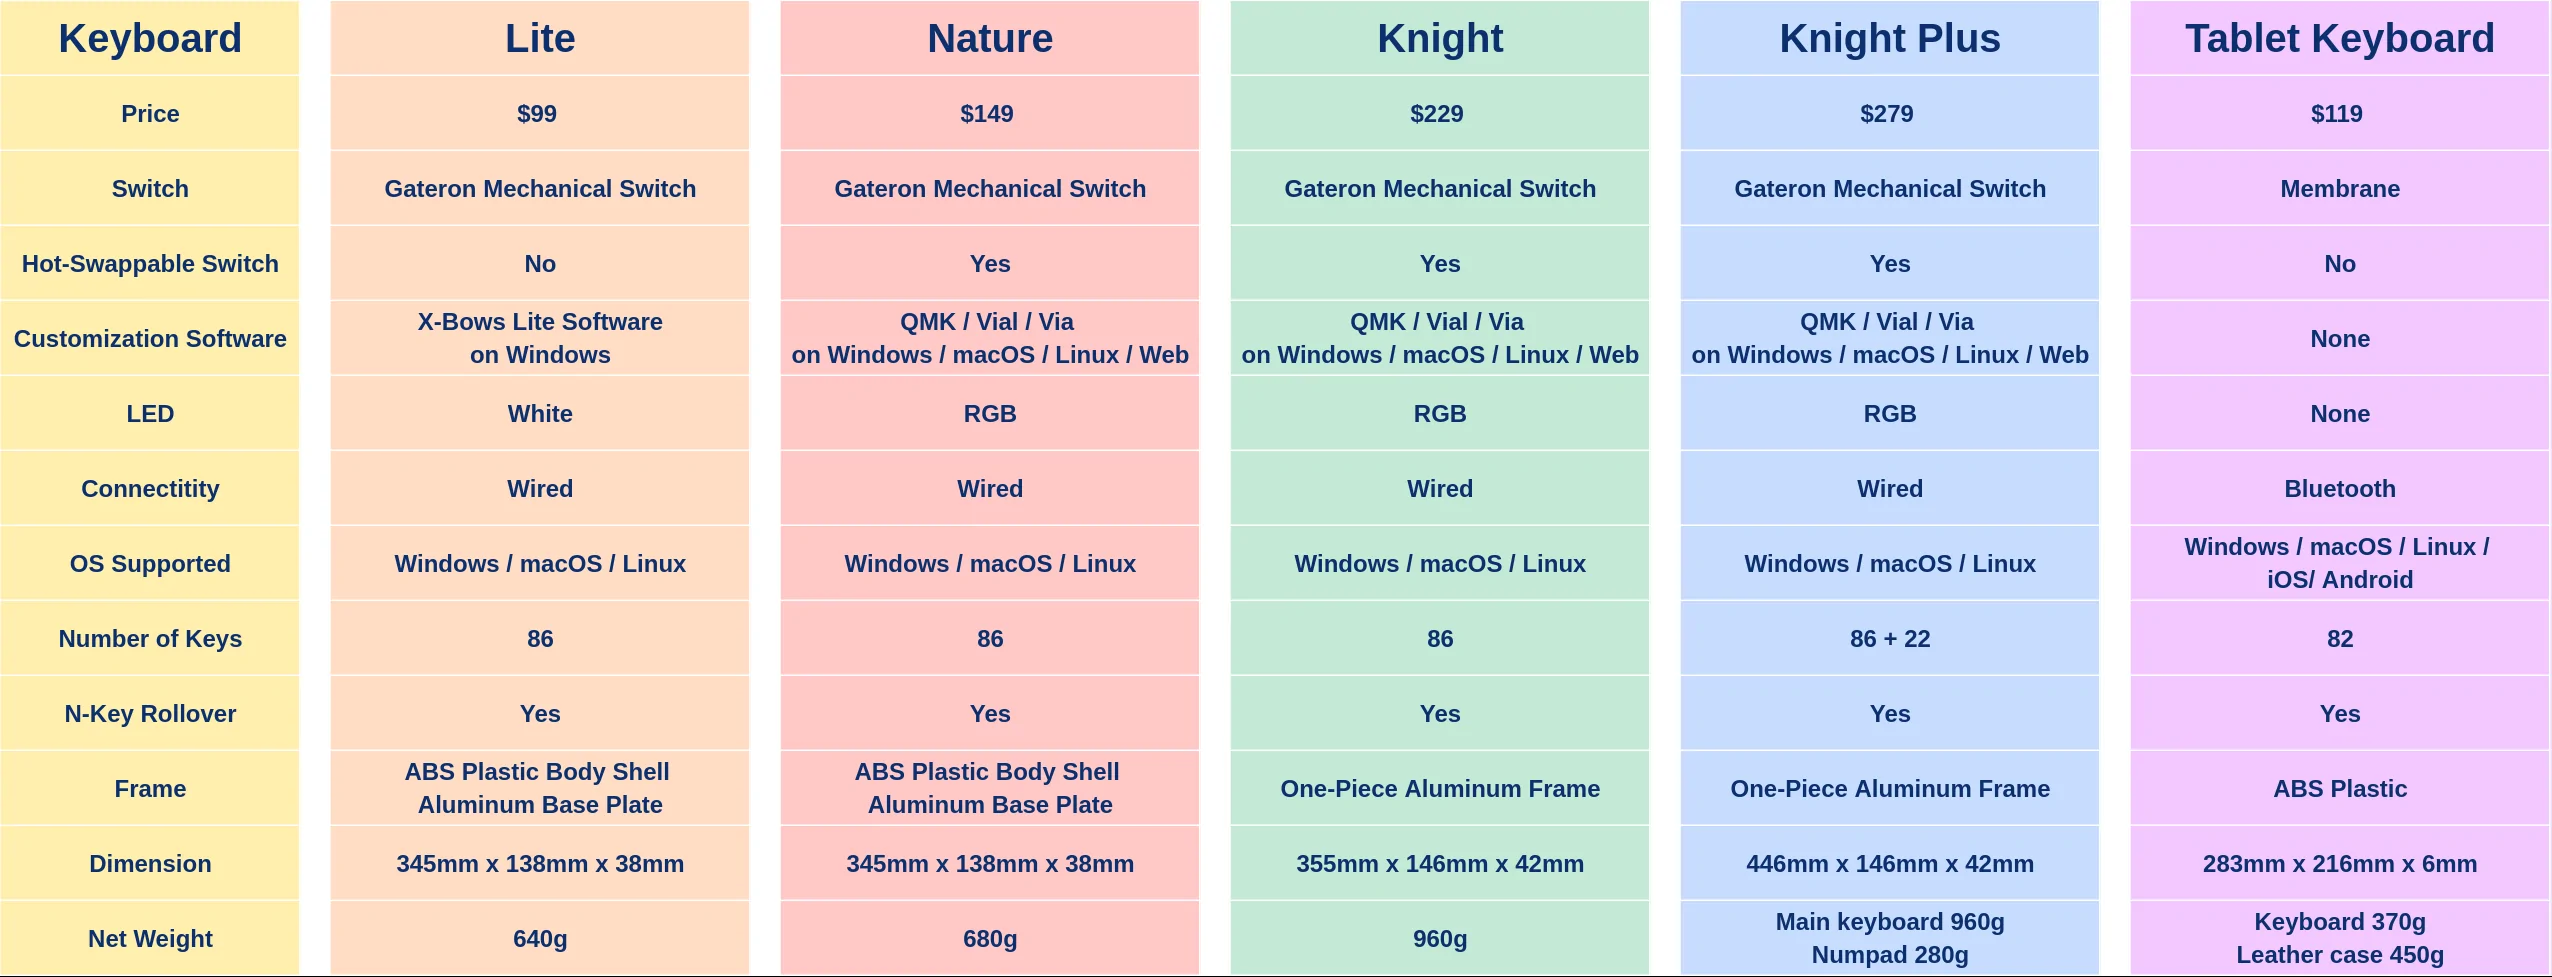 Keyboard Lite Nature Knight Knight Plus Tablet Keyboard
Price $99 $149 $229 $279 $119
Switch Gateron Mechanical Switch Gateron Mechanical Switch Gateron Mechanical Switch Gateron Mechanical Switch Membrane
Hot-Swappable Switch No Yes Yes Yes No
Customization Software X-Bows Lite Software
on Windows QMK / Vial / Via
on Windows / macOS / Linux / Web QMK / Vial / Via
on Windows / macOS / Linux / Web QMK / Vial / Via
on Windows / macOS / Linux / Web None
LED White RGB RGB RGB None
Connectitity Wired Wired Wired Wired Bluetooth
OS Supported Windows / macOS / Linux Windows / macOS / Linux Windows / macOS / Linux Windows / macOS / Linux Windows / macOS / Linux /
iOS/ Android
Number of Keys 86 86 86 86 + 22 82
N-Key Rollover Yes Yes Yes Yes Yes
Frame ABS Plastic Body Shell
Aluminum Base Plate ABS Plastic Body Shell
Aluminum Base Plate One-Piece Aluminum Frame One-Piece Aluminum Frame ABS Plastic
Dimension 345mm x 138mm x 38mm 345mm x 138mm x 38mm 355mm x 146mm x 42mm 446mm x 146mm x 42mm 283mm x 216mm x 6mm
Net Weight 640g 680g 960g Main keyboard 960g
Numpad 280g Keyboard 370g
Leather case 450g